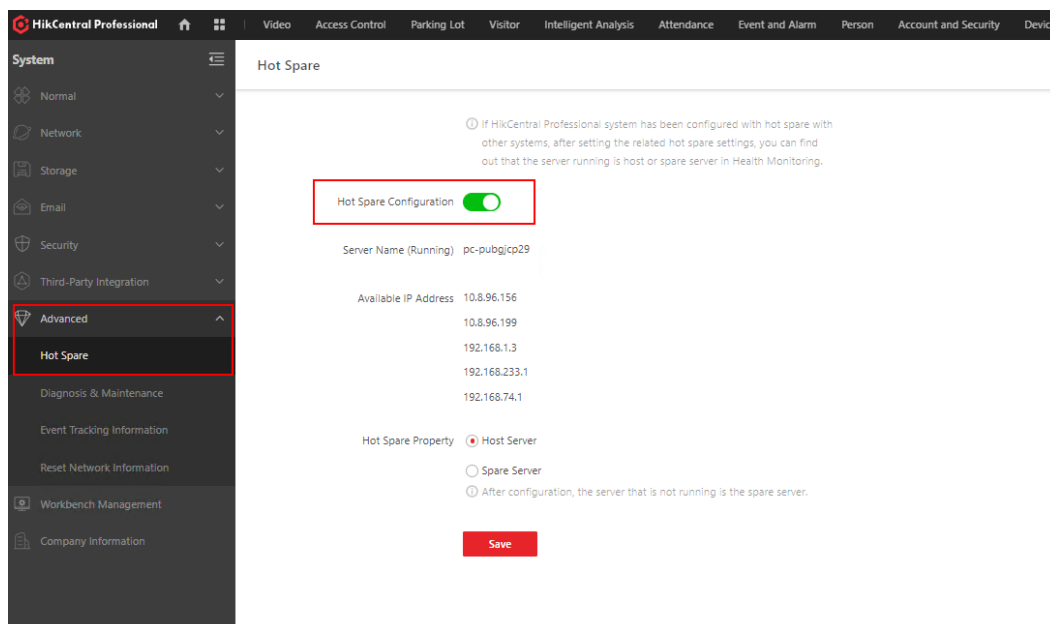 HikCentral Professional
Video
Access Control
Parking Lot
Visitor
Intelligent Analysis
Attendance
Event and Alarm
Person
Account and Security
Devic
System
Normal
Network
Storage
Email
Security
Third-Party Integration
Advanced
Hot Spare
Diagnosis & Maintenance
Event Tracking Information
Reset Network Information
Workbench Management
Company Information
Hot Spare
If HikCentral Professional system has been configured with hot spare with
other systems, after setting the related hot spare settings, you can find
out that the server running is host or spare server in Health Monitoring.
Hot Spare Configuration
Server Name (Running) pc-pubgjcp29
Available IP Address 10.8.96.156
10.8.96.199
192.168.1.3
192.168.233.1
192.168.74.1
Hot Spare Property Host Server
Spare Server
After configuration, the server that is not running is the spare server.
Save